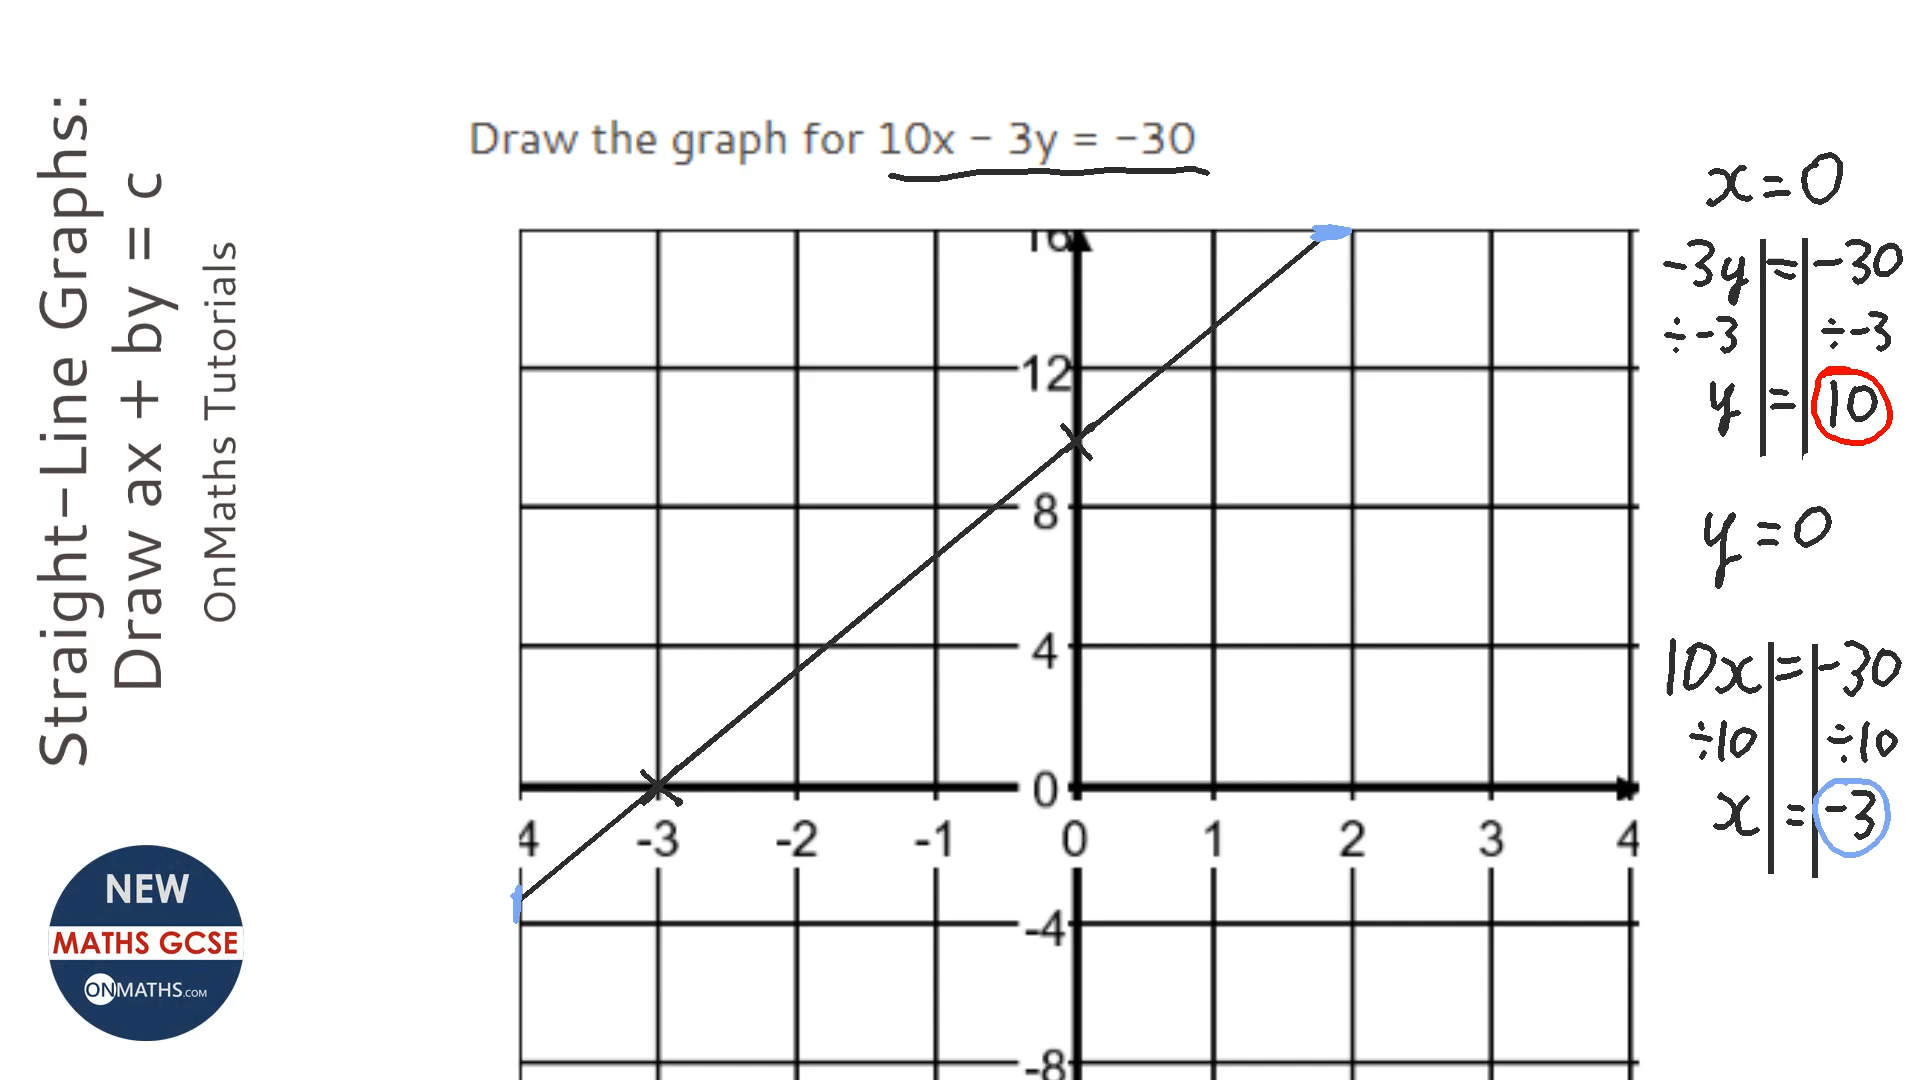 Straight-Line Graphs:
Draw ax + by = c
OnMaths Tutorials
Draw the graph for 10x - 3y = -30
16
12
8
4
0
4 -3 -2 -1 0 1 2 3 4
-4
-8
x = 0
-3y = -30
÷-3 ÷-3
y = 10
y = 0
10x = -30
÷10 ÷10
x = -3
NEW
MATHS GCSE
ONMATHS.COM